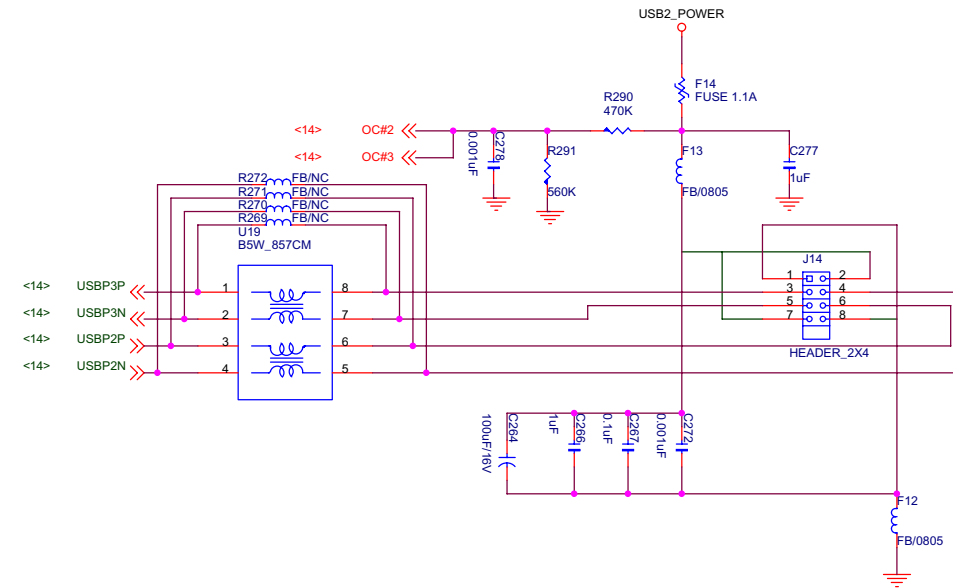 USB2_POWER
F14
FUSE 1.1A
R290
470K
<14> OC#2
<14> OC#3
C278
0.001uF
R291
560K
F13
FB/0805
C277
1uF
R272 FB/NC
R271 FB/NC
R270 FB/NC
R269 FB/NC
U19
B5W_857CM
J14
1 2
3 4
5 6
7 8
HEADER_2X4
<14> USBP3P 1 8
<14> USBP3N 2 7
<14> USBP2P 3 6
<14> USBP2N 4 5
C264
100uF/16V
C266
1uF
C267
0.1uF
C272
0.001uF
F12
FB/0805